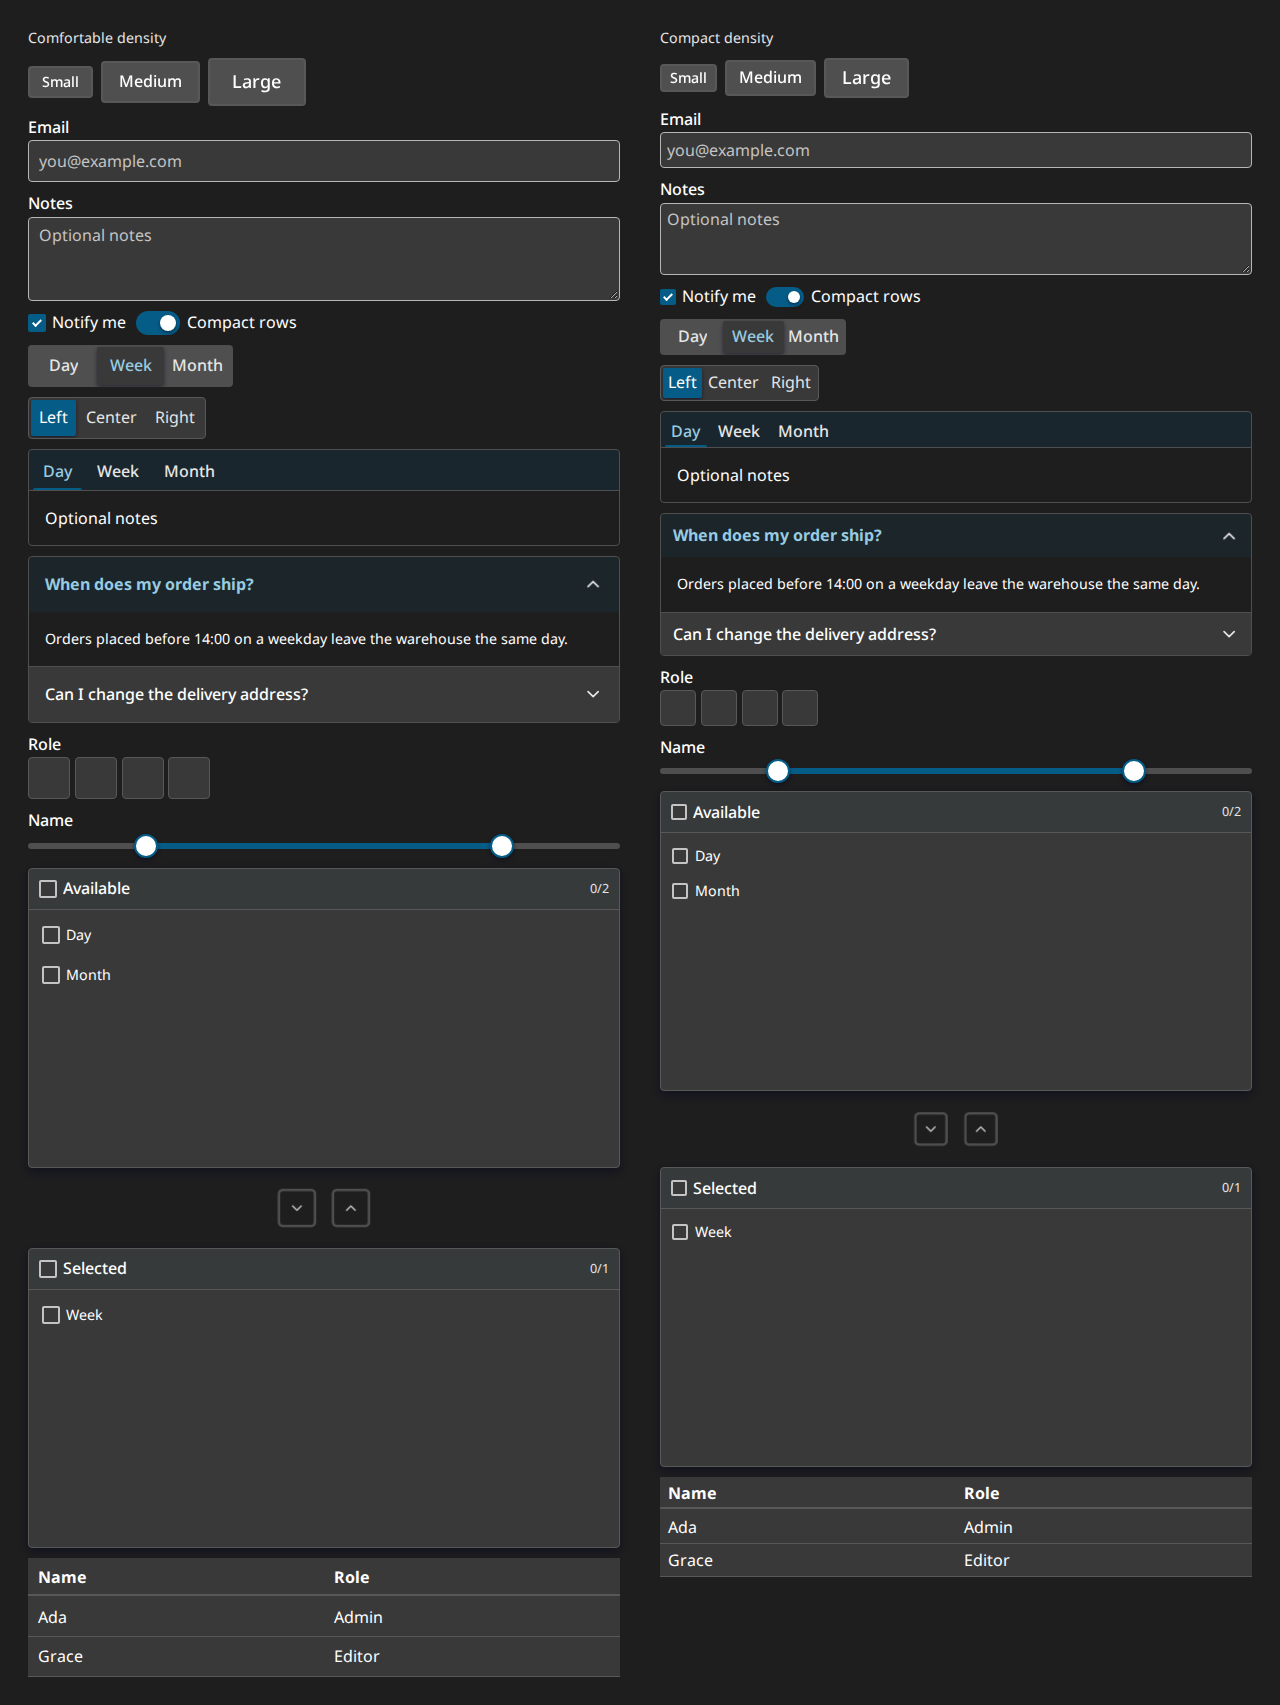 Comfortable density
Small Medium Large
Email
you@example.com
Notes
Optional notes
Notify me Compact rows
Day Week Month
Left Center Right
Day Week Month
Optional notes
When does my order ship?
Orders placed before 14:00 on a weekday leave the warehouse the same day.
Can I change the delivery address?
Role
Name
Available 0/2
Day
Month
Selected 0/1
Week
Name Role
Ada Admin
Grace Editor
Compact density
Small Medium Large
Email
you@example.com
Notes
Optional notes
Notify me Compact rows
Day Week Month
Left Center Right
Day Week Month
Optional notes
When does my order ship?
Orders placed before 14:00 on a weekday leave the warehouse the same day.
Can I change the delivery address?
Role
Name
Available 0/2
Day
Month
Selected 0/1
Week
Name Role
Ada Admin
Grace Editor